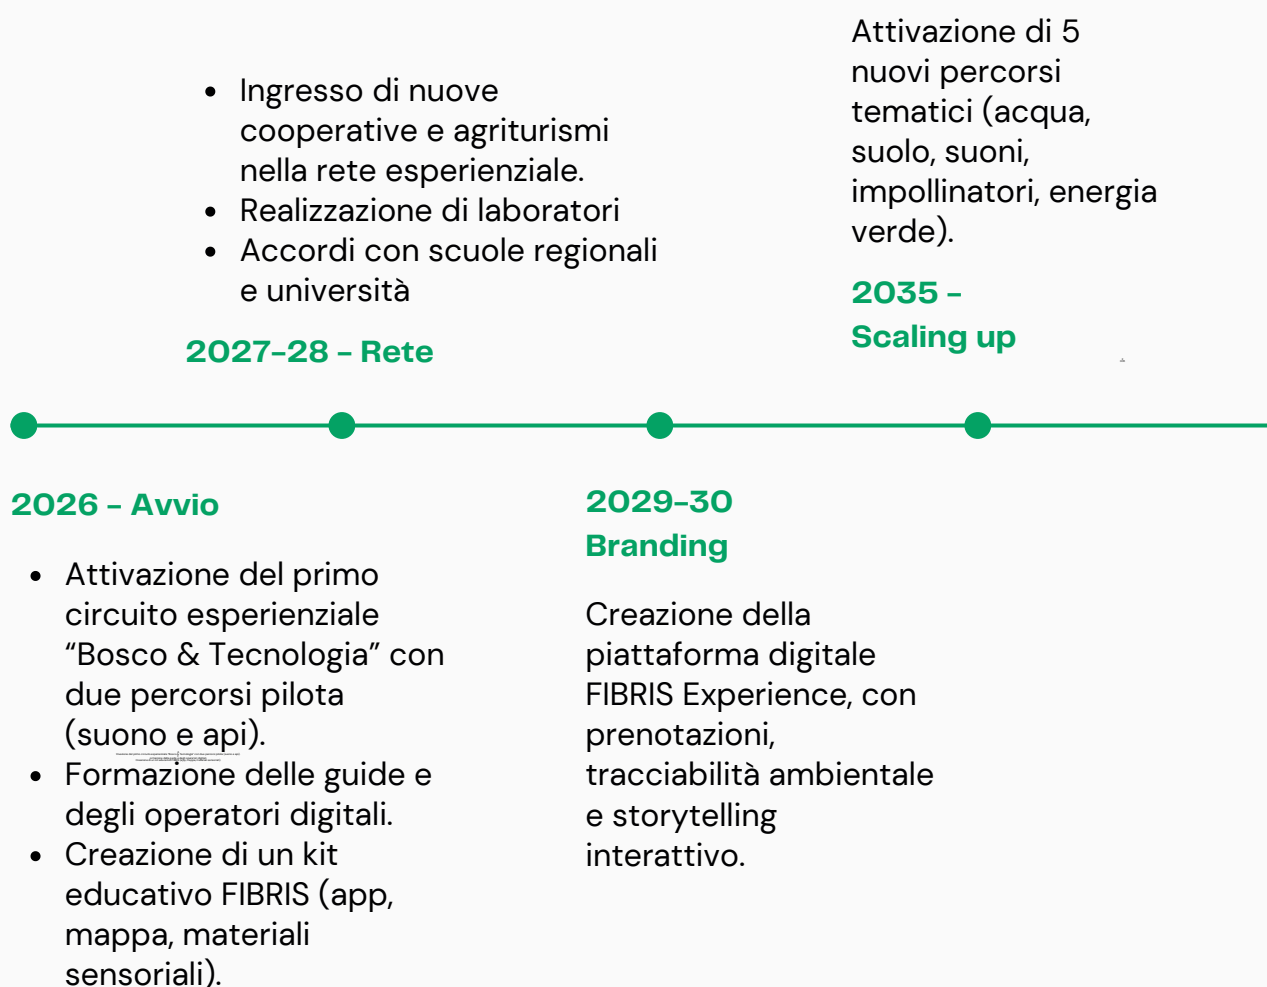 Attivazione di 5
nuovi percorsi
tematici (acqua,
suolo, suoni,
impollinatori, energia
verde).
2035 -
Scaling up
• Ingresso di nuove
cooperative e agriturismi
nella rete esperienziale.
• Realizzazione di laboratori
• Accordi con scuole regionali
e università
2027-28 - Rete
2026 - Avvio
• Attivazione del primo
circuito esperienziale
“Bosco & Tecnologia” con
due percorsi pilota
(suono e api).
• Formazione delle guide e
degli operatori digitali.
• Creazione di un kit
educativo FIBRIS (app,
mappa, materiali
sensoriali).
2029-30
Branding
Creazione della
piattaforma digitale
FIBRIS Experience, con
prenotazioni,
tracciabilità ambientale
e storytelling
interattivo.